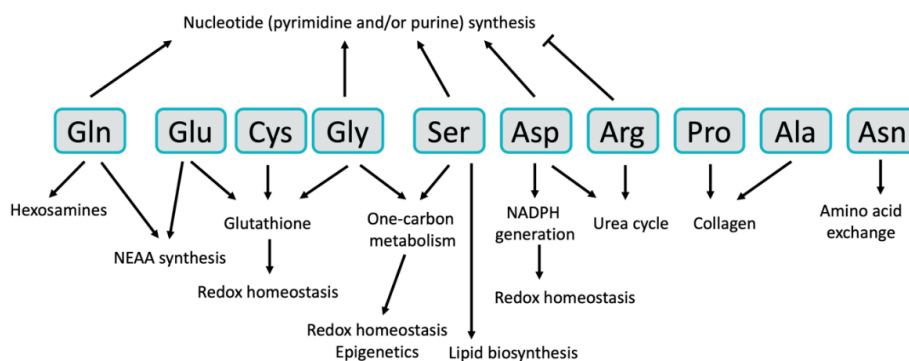 Nucleotide (pyrimidine and/or purine) synthesis
Gln
Glu
Cys
Gly
Ser
Asp
Arg
Pro
Ala
Asn
Hexosamines
NEAA synthesis
Glutathione
Redox homeostasis
One-carbon
metabolism
Redox homeostasis
Epigenetics
Lipid biosynthesis
NADPH
generation
Redox homeostasis
Urea cycle
Collagen
Amino acid
exchange